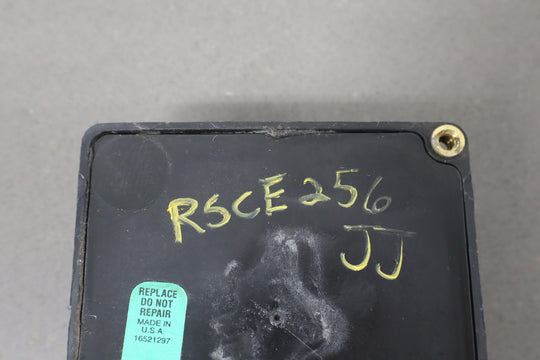 RSCE256
JJ
REPLACE
DO NOT
REPAIR
MADE IN
U.S.A.
16521297